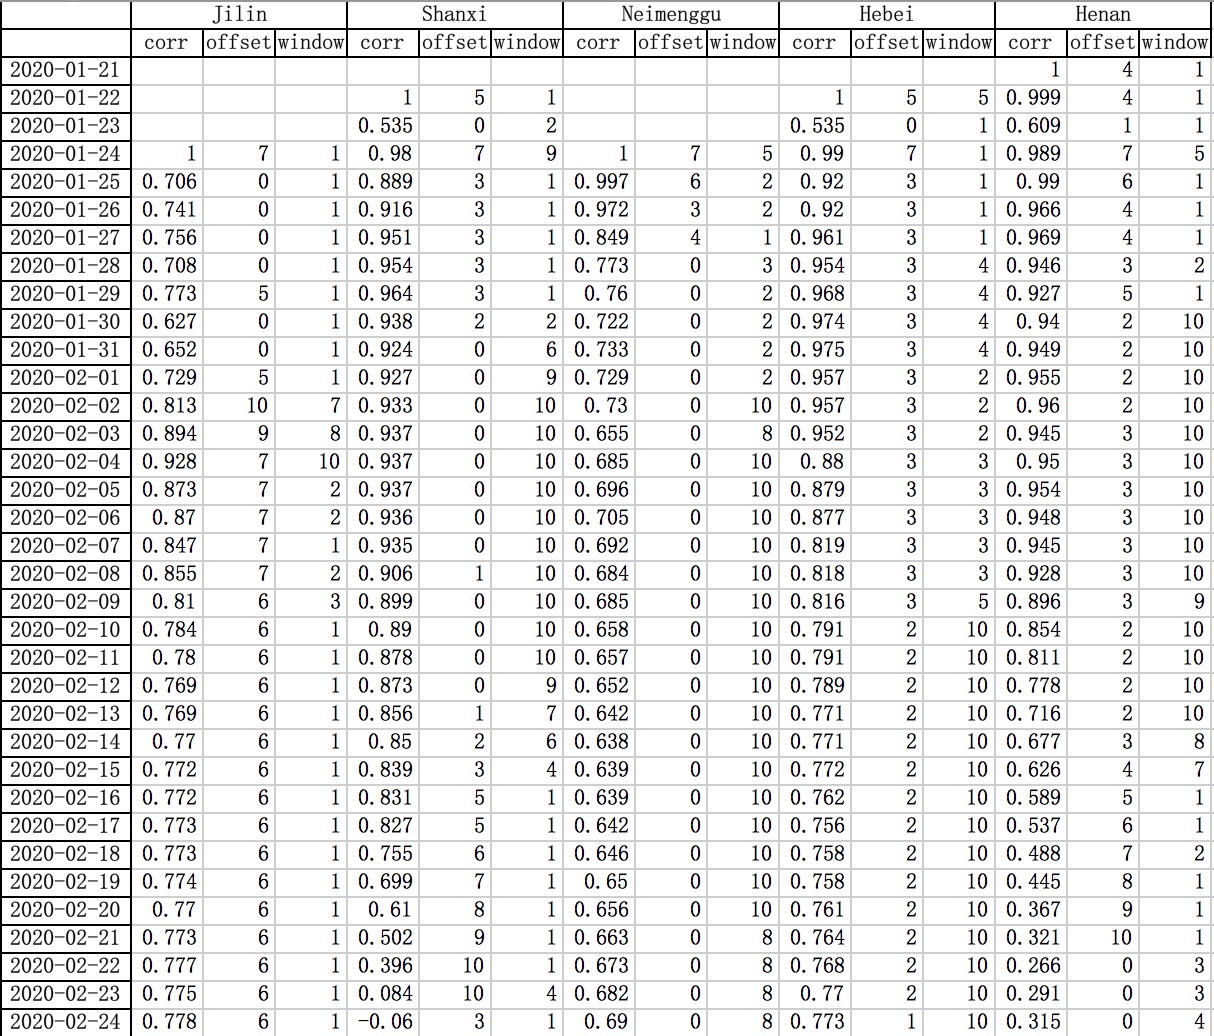 Jilin Shanxi Neimenggu Hebei Henan
corr offset window corr offset window corr offset window corr offset window corr offset window
2020-01-21 1 4 1
2020-01-22 1 5 1 1 5 5 0.999 4 1
2020-01-23 0.535 0 2 0.535 0 1 0.609 1 1
2020-01-24 1 7 1 0.98 7 9 1 7 5 0.99 7 1 0.989 7 5
2020-01-25 0.706 0 1 0.889 3 1 0.997 6 2 0.92 3 1 0.99 6 1
2020-01-26 0.741 0 1 0.916 3 1 0.972 3 2 0.92 3 1 0.966 4 1
2020-01-27 0.756 0 1 0.951 3 1 0.849 4 1 0.961 3 1 0.969 4 1
2020-01-28 0.708 0 1 0.954 3 1 0.773 0 3 0.954 3 4 0.946 3 2
2020-01-29 0.773 5 1 0.964 3 1 0.76 0 2 0.968 3 4 0.927 5 1
2020-01-30 0.627 0 1 0.938 2 2 0.722 0 2 0.974 3 4 0.94 2 10
2020-01-31 0.652 0 1 0.924 0 6 0.733 0 2 0.975 3 4 0.949 2 10
2020-02-01 0.729 5 1 0.927 0 9 0.729 0 2 0.957 3 2 0.955 2 10
2020-02-02 0.813 10 7 0.933 0 10 0.73 0 10 0.957 3 2 0.96 2 10
2020-02-03 0.894 9 8 0.937 0 10 0.655 0 8 0.952 3 2 0.945 3 10
2020-02-04 0.928 7 10 0.937 0 10 0.685 0 10 0.88 3 3 0.95 3 10
2020-02-05 0.873 7 2 0.937 0 10 0.696 0 10 0.879 3 3 0.954 3 10
2020-02-06 0.87 7 2 0.936 0 10 0.705 0 10 0.877 3 3 0.948 3 10
2020-02-07 0.847 7 1 0.935 0 10 0.692 0 10 0.819 3 3 0.945 3 10
2020-02-08 0.855 7 2 0.906 1 10 0.684 0 10 0.818 3 3 0.928 3 10
2020-02-09 0.81 6 3 0.899 0 10 0.685 0 10 0.816 3 5 0.896 3 9
2020-02-10 0.784 6 1 0.89 0 10 0.658 0 10 0.791 2 10 0.854 2 10
2020-02-11 0.78 6 1 0.878 0 10 0.657 0 10 0.791 2 10 0.811 2 10
2020-02-12 0.769 6 1 0.873 0 9 0.652 0 10 0.789 2 10 0.778 2 10
2020-02-13 0.769 6 1 0.856 1 7 0.642 0 10 0.771 2 10 0.716 2 10
2020-02-14 0.77 6 1 0.85 2 6 0.638 0 10 0.771 2 10 0.677 3 8
2020-02-15 0.772 6 1 0.839 3 4 0.639 0 10 0.772 2 10 0.626 4 7
2020-02-16 0.772 6 1 0.831 5 1 0.639 0 10 0.762 2 10 0.589 5 1
2020-02-17 0.773 6 1 0.827 5 1 0.642 0 10 0.756 2 10 0.537 6 1
2020-02-18 0.773 6 1 0.755 6 1 0.646 0 10 0.758 2 10 0.488 7 2
2020-02-19 0.774 6 1 0.699 7 1 0.65 0 10 0.758 2 10 0.445 8 1
2020-02-20 0.77 6 1 0.61 8 1 0.656 0 10 0.761 2 10 0.367 9 1
2020-02-21 0.773 6 1 0.502 9 1 0.663 0 8 0.764 2 10 0.321 10 1
2020-02-22 0.777 6 1 0.396 10 1 0.673 0 8 0.768 2 10 0.266 0 3
2020-02-23 0.775 6 1 0.084 10 4 0.682 0 8 0.77 2 10 0.291 0 3
2020-02-24 0.778 6 1 -0.06 3 1 0.69 0 8 0.773 1 10 0.315 0 4